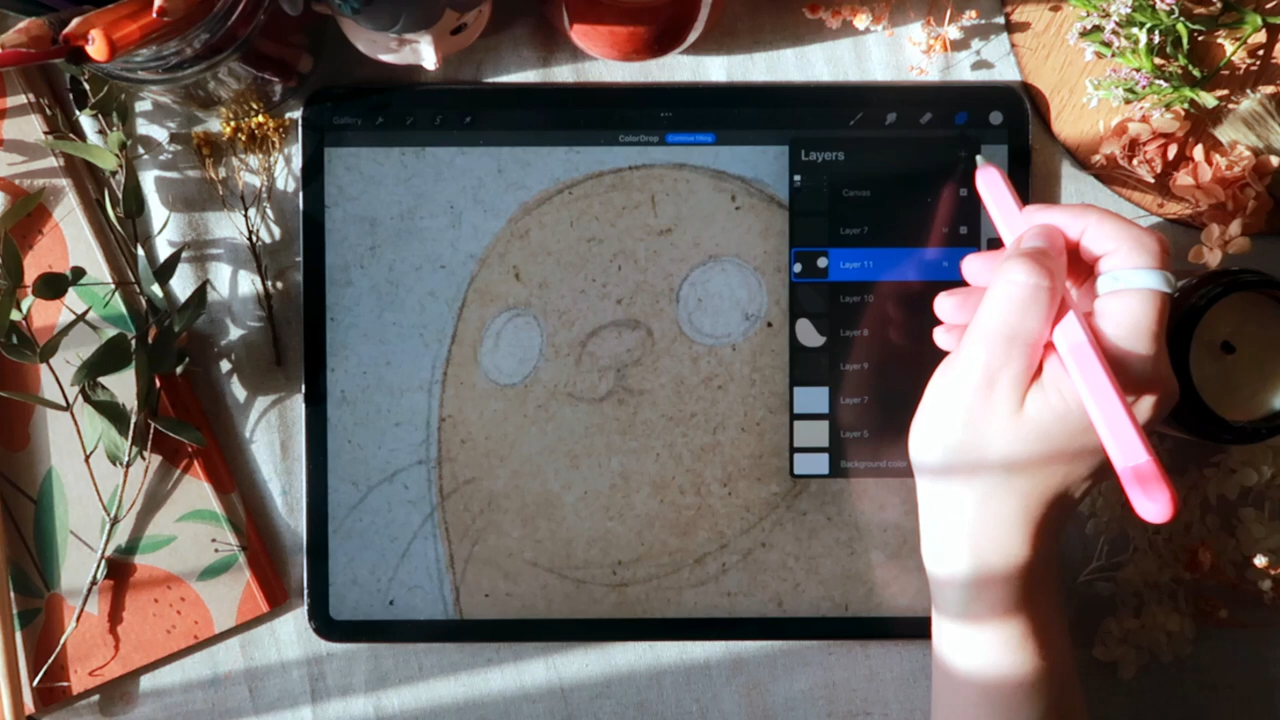 Gallery
ColorDrop Continue filling
Layers
Canvas
Layer 7
Layer 11 N
Layer 10
Layer 8
Layer 9
Layer 7
Layer 5
Background color